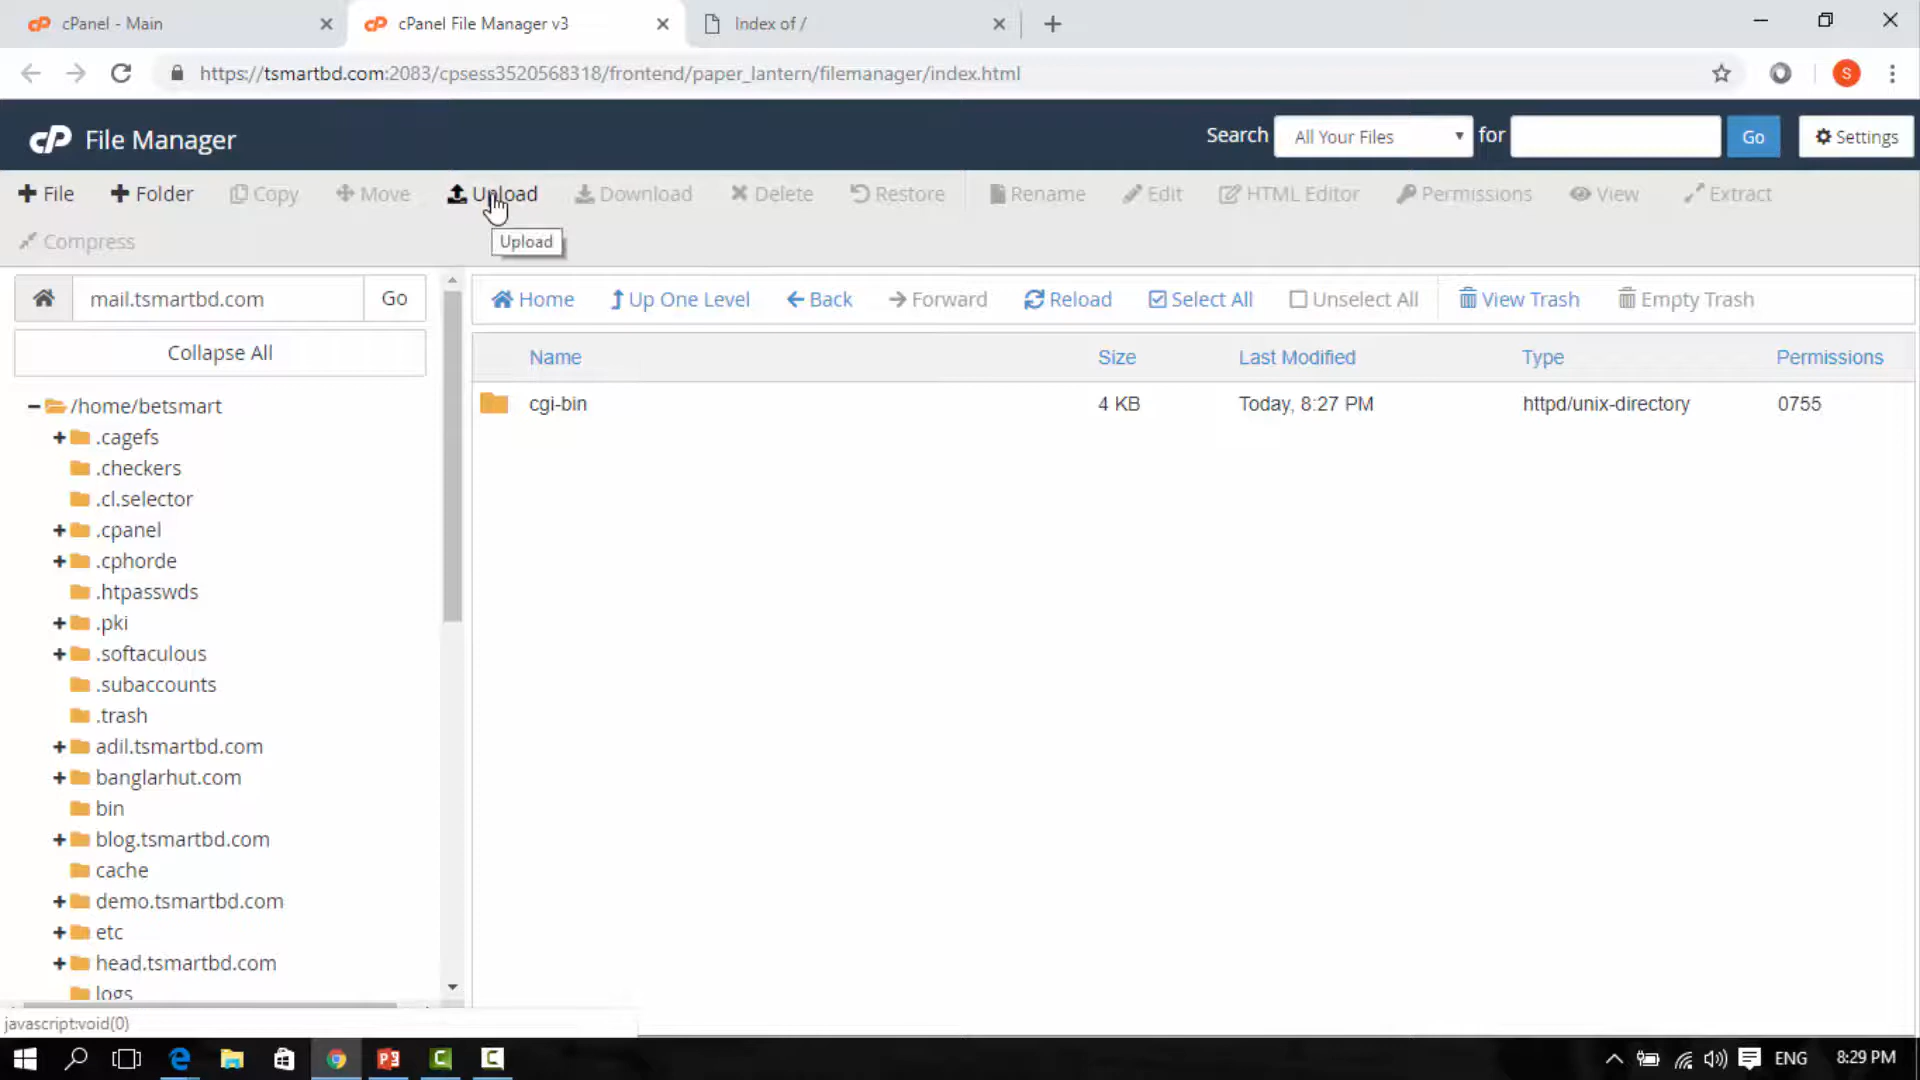 cPanel - Main
cPanel File Manager v3
Index of /
https://tsmartbd.com:2083/cpsess3520568318/frontend/paper_lantern/filemanager/index.html
S
cP File Manager
Search All Your Files for Go Settings
File Folder Copy Move Upload Download Delete Restore Rename Edit HTML Editor Permissions View Extract
Compress
Upload
mail.tsmartbd.com Go
Home Up One Level Back Forward Reload Select All Unselect All View Trash Empty Trash
Collapse All
Name Size Last Modified Type Permissions
cgi-bin 4 KB Today, 8:27 PM httpd/unix-directory 0755
/home/betsmart
.cagefs
.checkers
.cl.selector
.cpanel
.cphorde
.htpasswds
.pki
.softaculous
.subaccounts
.trash
adil.tsmartbd.com
banglarhut.com
bin
blog.tsmartbd.com
cache
demo.tsmartbd.com
etc
head.tsmartbd.com
logs
javascript:void(0)
ENG 8:29 PM